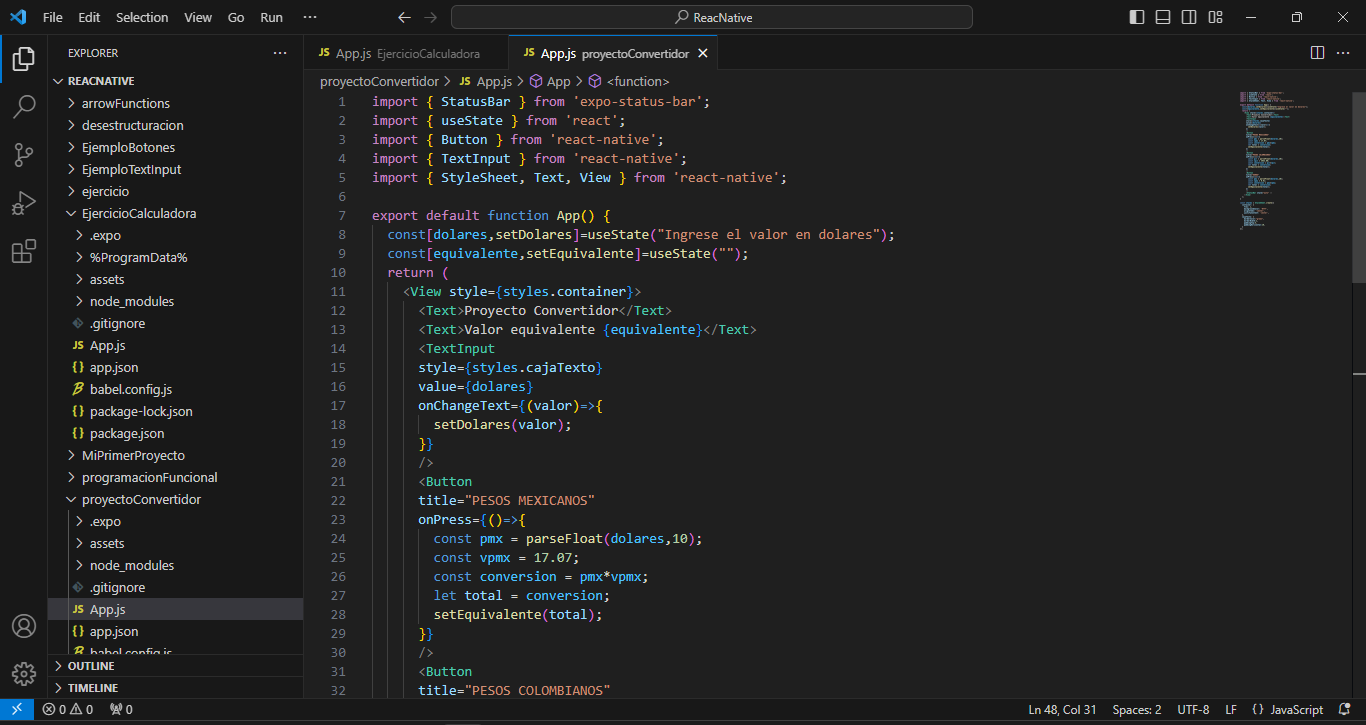 File Edit Selection View Go Run ··· ReacNative
EXPLORER ···
REACNATIVE
arrowFunctions
desestructuracion
EjemploBotones
EjemploTextInput
ejercicio
EjercicioCalculadora
.expo
%ProgramData%
assets
node_modules
.gitignore
JS App.js
{} app.json
babel.config.js
{} package-lock.json
{} package.json
MiPrimerProyecto
programacionFuncional
proyectoConvertidor
.expo
assets
node_modules
.gitignore
JS App.js
{} app.json
babel.config.js
OUTLINE
TIMELINE
JS App.js EjercicioCalculadora JS App.js proyectoConvertidor
proyectoConvertidor > JS App.js > App > <function>
1 import { StatusBar } from 'expo-status-bar';
2 import { useState } from 'react';
3 import { Button } from 'react-native';
4 import { TextInput } from 'react-native';
5 import { StyleSheet, Text, View } from 'react-native';
6
7 export default function App() {
8 const[dolares,setDolares]=useState("Ingrese el valor en dolares");
9 const[equivalente,setEquivalente]=useState("");
10 return (
11 <View style={styles.container}>
12 <Text>Proyecto Convertidor</Text>
13 <Text>Valor equivalente {equivalente}</Text>
14 <TextInput
15 style={styles.cajaTexto}
16 value={dolares}
17 onChangeText={(valor)=>{
18 setDolares(valor);
19 }}
20 />
21 <Button
22 title="PESOS MEXICANOS"
23 onPress={()=>{
24 const pmx = parseFloat(dolares,10);
25 const vpmx = 17.07;
26 const conversion = pmx*vpmx;
27 let total = conversion;
28 setEquivalente(total);
29 }}
30 />
31 <Button
32 title="PESOS COLOMBIANOS"
0 0 0 Ln 48, Col 31 Spaces: 2 UTF-8 LF {} JavaScript